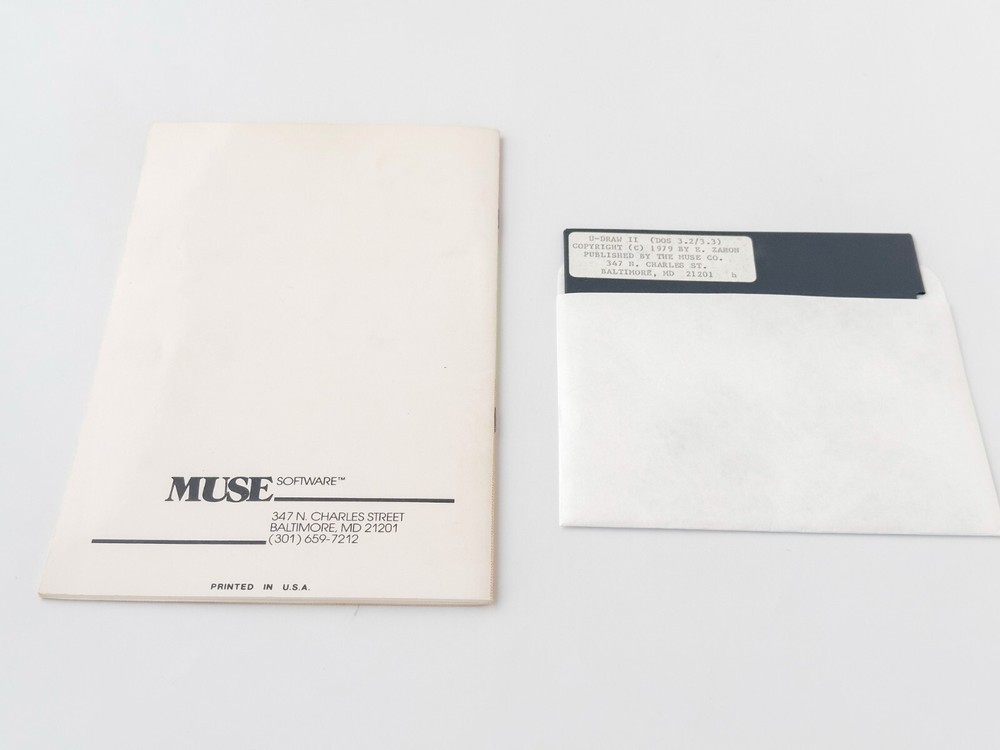 MUSE SOFTWARE™
347 N. CHARLES STREET
BALTIMORE, MD 21201
(301) 659-7212
PRINTED IN U.S.A.
U-DRAW II (DOS 3.2/3.3)
COPYRIGHT (C) 1979 BY E. ZARON
PUBLISHED BY THE MUSE CO.
347 N. CHARLES ST.
BALTIMORE, MD 21201 N